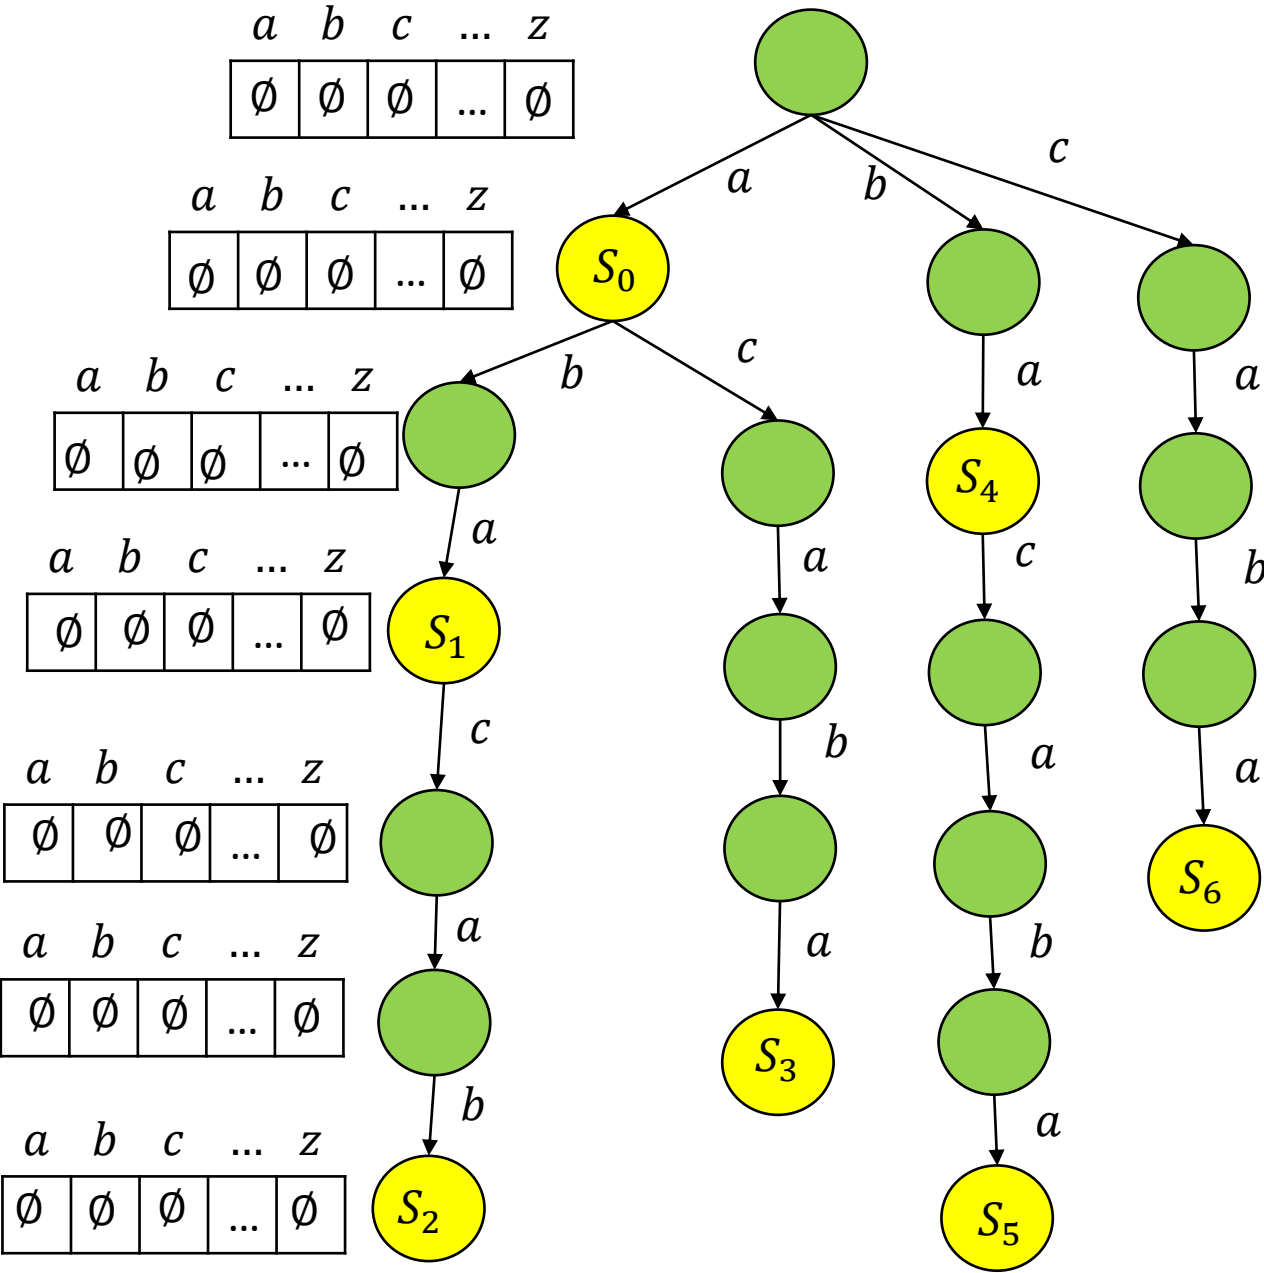 a b c ... z
∅ ∅ ∅ ... ∅
a b c
a b c ... z
∅ ∅ ∅ ... ∅
S₀
b c
a
a b c ... z
∅ ∅ ∅ ... ∅
a
S₄
c
a
b
a b c ... z
∅ ∅ ∅ ... ∅
a
S₁
c
b
a
a
a b c ... z
∅ ∅ ∅ ... ∅
S₆
a b c ... z
∅ ∅ ∅ ... ∅
a
a
b
S₃
b
a
a b c ... z
∅ ∅ ∅ ... ∅
S₂
S₅